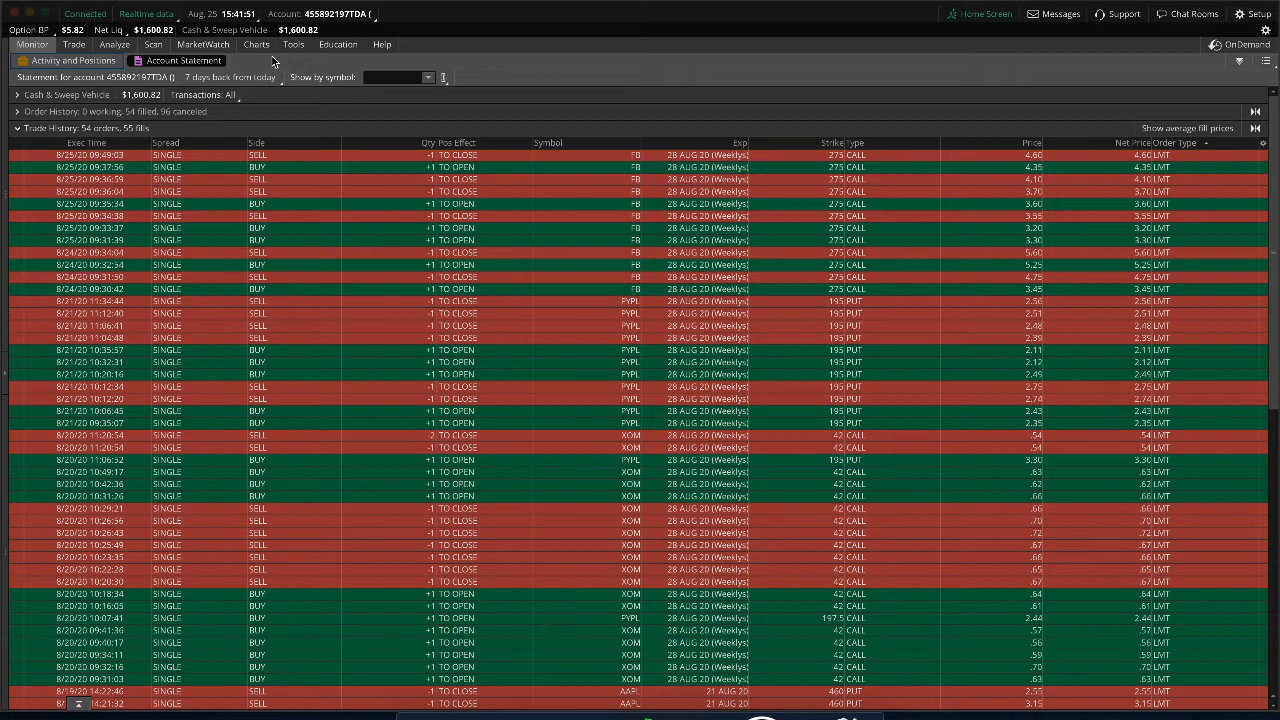 Connected Realtime data Aug. 25 15:41:51 Account: 455892197TDA ( Home Screen Messages Support Chat Rooms Setup
Option BP $5.82 Net Liq $1,600.82 Cash & Sweep Vehicle $1,600.82
Monitor Trade Analyze Scan MarketWatch Charts Tools Education Help OnDemand
Activity and Positions Account Statement
Statement for account 455892197TDA () 7 days back from today Show by symbol:
Cash & Sweep Vehicle $1,600.82 Transactions: All
Order History: 0 working, 54 filled, 96 canceled
Trade History: 54 orders, 55 fills Show average fill prices
Exec Time Spread Side Qty Pos Effect Symbol Exp Strike Type Price Net Price Order Type
8/25/20 09:49:03 SINGLE SELL -1 TO CLOSE FB 28 AUG 20 (Weeklys) 275 CALL 4.60 4.60 LMT
8/25/20 09:37:56 SINGLE BUY +1 TO OPEN FB 28 AUG 20 (Weeklys) 275 CALL 4.35 4.35 LMT
8/25/20 09:36:59 SINGLE SELL -1 TO CLOSE FB 28 AUG 20 (Weeklys) 275 CALL 4.10 4.10 LMT
8/25/20 09:36:04 SINGLE SELL -1 TO CLOSE FB 28 AUG 20 (Weeklys) 275 CALL 3.70 3.70 LMT
8/25/20 09:35:34 SINGLE BUY +1 TO OPEN FB 28 AUG 20 (Weeklys) 275 CALL 3.60 3.60 LMT
8/25/20 09:34:38 SINGLE SELL -1 TO CLOSE FB 28 AUG 20 (Weeklys) 275 CALL 3.55 3.55 LMT
8/25/20 09:33:37 SINGLE BUY +1 TO OPEN FB 28 AUG 20 (Weeklys) 275 CALL 3.20 3.20 LMT
8/25/20 09:31:39 SINGLE BUY +1 TO OPEN FB 28 AUG 20 (Weeklys) 275 CALL 3.30 3.30 LMT
8/24/20 09:34:04 SINGLE SELL -1 TO CLOSE FB 28 AUG 20 (Weeklys) 275 CALL 5.60 5.60 LMT
8/24/20 09:32:54 SINGLE BUY +1 TO OPEN FB 28 AUG 20 (Weeklys) 275 CALL 5.25 5.25 LMT
8/24/20 09:31:50 SINGLE SELL -1 TO CLOSE FB 28 AUG 20 (Weeklys) 275 CALL 4.75 4.75 LMT
8/24/20 09:30:42 SINGLE BUY +1 TO OPEN FB 28 AUG 20 (Weeklys) 275 CALL 3.45 3.45 LMT
8/21/20 11:34:44 SINGLE SELL -1 TO CLOSE PYPL 28 AUG 20 (Weeklys) 195 PUT 2.56 2.56 LMT
8/21/20 11:12:40 SINGLE SELL -1 TO CLOSE PYPL 28 AUG 20 (Weeklys) 195 PUT 2.51 2.51 LMT
8/21/20 11:06:41 SINGLE SELL -1 TO CLOSE PYPL 28 AUG 20 (Weeklys) 195 PUT 2.48 2.48 LMT
8/21/20 11:04:48 SINGLE SELL -1 TO CLOSE PYPL 28 AUG 20 (Weeklys) 195 PUT 2.39 2.39 LMT
8/21/20 10:35:57 SINGLE BUY +1 TO OPEN PYPL 28 AUG 20 (Weeklys) 195 PUT 2.11 2.11 LMT
8/21/20 10:32:31 SINGLE BUY +1 TO OPEN PYPL 28 AUG 20 (Weeklys) 195 PUT 2.12 2.12 LMT
8/21/20 10:20:16 SINGLE BUY +1 TO OPEN PYPL 28 AUG 20 (Weeklys) 195 PUT 2.49 2.49 LMT
8/21/20 10:12:34 SINGLE SELL -1 TO CLOSE PYPL 28 AUG 20 (Weeklys) 195 PUT 2.75 2.75 LMT
8/21/20 10:12:20 SINGLE SELL -1 TO CLOSE PYPL 28 AUG 20 (Weeklys) 195 PUT 2.74 2.74 LMT
8/21/20 10:06:45 SINGLE BUY +1 TO OPEN PYPL 28 AUG 20 (Weeklys) 195 PUT 2.43 2.43 LMT
8/21/20 09:35:07 SINGLE BUY +1 TO OPEN PYPL 28 AUG 20 (Weeklys) 195 PUT 2.35 2.35 LMT
8/20/20 11:20:54 SINGLE SELL -2 TO CLOSE XOM 28 AUG 20 (Weeklys) 42 CALL .54 .54 LMT
8/20/20 11:20:54 SINGLE SELL -1 TO CLOSE XOM 28 AUG 20 (Weeklys) 42 CALL .54 .54 LMT
8/20/20 11:06:52 SINGLE BUY +1 TO OPEN PYPL 28 AUG 20 (Weeklys) 195 PUT 3.30 3.30 LMT
8/20/20 10:49:17 SINGLE BUY +1 TO OPEN XOM 28 AUG 20 (Weeklys) 42 CALL .63 .63 LMT
8/20/20 10:42:36 SINGLE BUY +1 TO OPEN XOM 28 AUG 20 (Weeklys) 42 CALL .62 .62 LMT
8/20/20 10:31:26 SINGLE BUY +1 TO OPEN XOM 28 AUG 20 (Weeklys) 42 CALL .66 .66 LMT
8/20/20 10:29:21 SINGLE SELL -1 TO CLOSE XOM 28 AUG 20 (Weeklys) 42 CALL .66 .66 LMT
8/20/20 10:26:56 SINGLE SELL -1 TO CLOSE XOM 28 AUG 20 (Weeklys) 42 CALL .70 .70 LMT
8/20/20 10:26:43 SINGLE SELL -1 TO CLOSE XOM 28 AUG 20 (Weeklys) 42 CALL .72 .72 LMT
8/20/20 10:25:49 SINGLE SELL -1 TO CLOSE XOM 28 AUG 20 (Weeklys) 42 CALL .67 .67 LMT
8/20/20 10:23:35 SINGLE SELL -1 TO CLOSE XOM 28 AUG 20 (Weeklys) 42 CALL .66 .66 LMT
8/20/20 10:22:28 SINGLE SELL -1 TO CLOSE XOM 28 AUG 20 (Weeklys) 42 CALL .65 .65 LMT
8/20/20 10:20:30 SINGLE SELL -1 TO CLOSE XOM 28 AUG 20 (Weeklys) 42 CALL .67 .67 LMT
8/20/20 10:18:34 SINGLE BUY +1 TO OPEN XOM 28 AUG 20 (Weeklys) 42 CALL .64 .64 LMT
8/20/20 10:16:05 SINGLE BUY +1 TO OPEN XOM 28 AUG 20 (Weeklys) 42 CALL .61 .61 LMT
8/20/20 10:07:41 SINGLE BUY +1 TO OPEN PYPL 28 AUG 20 (Weeklys) 197.5 CALL 2.44 2.44 LMT
8/20/20 09:41:36 SINGLE BUY +1 TO OPEN XOM 28 AUG 20 (Weeklys) 42 CALL .57 .57 LMT
8/20/20 09:40:17 SINGLE BUY +1 TO OPEN XOM 28 AUG 20 (Weeklys) 42 CALL .56 .56 LMT
8/20/20 09:34:11 SINGLE BUY +1 TO OPEN XOM 28 AUG 20 (Weeklys) 42 CALL .59 .59 LMT
8/20/20 09:32:16 SINGLE BUY +1 TO OPEN XOM 28 AUG 20 (Weeklys) 42 CALL .70 .70 LMT
8/20/20 09:31:03 SINGLE BUY +1 TO OPEN XOM 28 AUG 20 (Weeklys) 42 CALL .63 .63 LMT
8/19/20 14:22:46 SINGLE SELL -1 TO CLOSE AAPL 21 AUG 20 460 PUT 2.55 2.55 LMT
8/ 14:21:32 SINGLE SELL -1 TO CLOSE AAPL 21 AUG 20 460 PUT 3.15 3.15 LMT